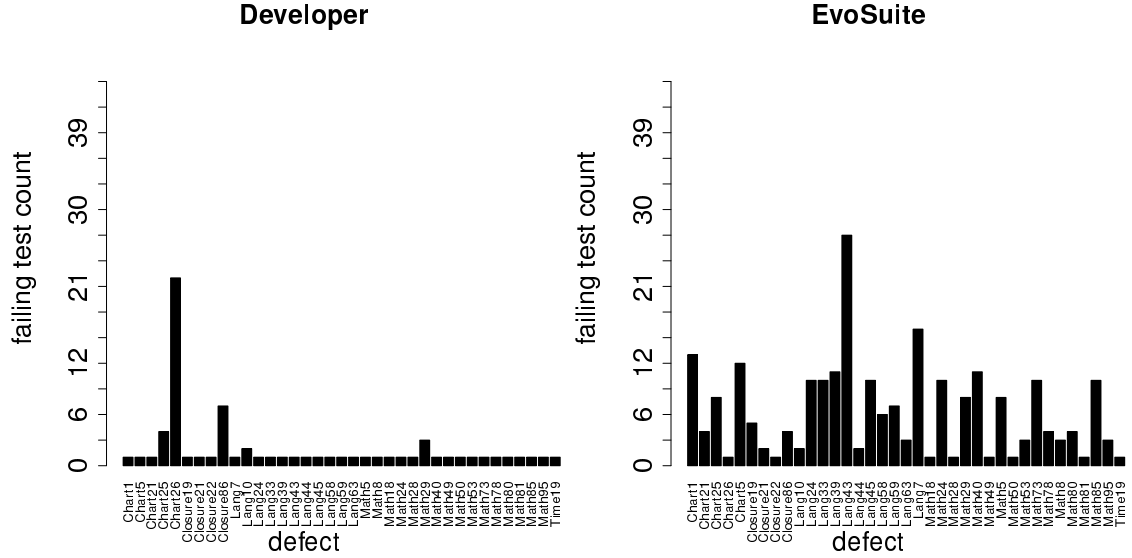 Developer
failing test count
39
30
21
12
6
0
Chart1
Chart5
Chart21
Chart25
Chart26
Closure19
Closure21
Closure22
Closure86
Lang7
Lang10
Lang24
Lang33
Lang39
Lang43
Lang44
Lang45
Lang58
Lang59
Lang63
Math5
Math8
Math18
Math24
Math28
Math29
Math40
Math49
Math50
Math53
Math73
Math78
Math80
Math81
Math85
Math95
Time19
defect
EvoSuite
failing test count
39
30
21
12
6
0
Chart1
Chart21
Chart25
Chart26
Chart5
Closure19
Closure21
Closure22
Closure86
Lang10
Lang24
Lang33
Lang39
Lang43
Lang44
Lang45
Lang58
Lang59
Lang63
Lang7
Math18
Math24
Math28
Math29
Math40
Math49
Math5
Math50
Math53
Math73
Math78
Math8
Math80
Math81
Math85
Math95
Time19
defect